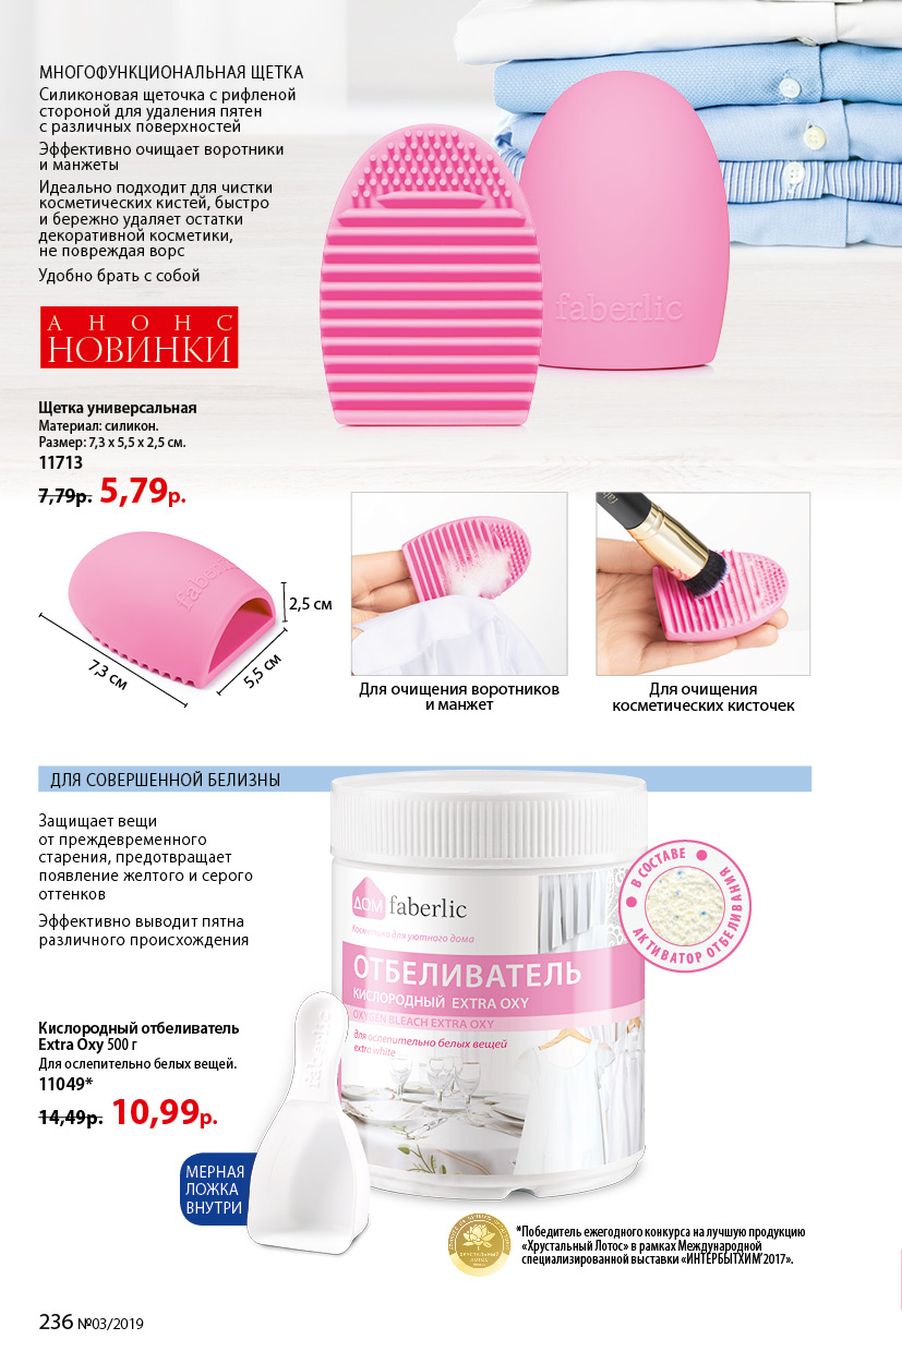 МНОГОФУНКЦИОНАЛЬНАЯ ЩЕТКА
Силиконовая щеточка с рифленой
стороной для удаления пятен
с различных поверхностей
Эффективно очищает воротники
и манжеты
Идеально подходит для чистки
косметических кистей, быстро
и бережно удаляет остатки
декоративной косметики,
не повреждая ворс
Удобно брать с собой
АНОНС
НОВИНКИ
faberlic
Щетка универсальная
Материал: силикон.
Размер: 7,3 х 5,5 х 2,5 см.
11713
7,79р. 5,79р.
faberlic
2,5 см
7,3 см
5,5 см
Для очищения воротников
и манжет
Для очищения
косметических кисточек
ДЛЯ СОВЕРШЕННОЙ БЕЛИЗНЫ
Защищает вещи
от преждевременного
старения, предотвращает
появление желтого и серого
оттенков
Эффективно выводит пятна
различного происхождения
Кислородный отбеливатель
Extra Oxy 500 г
Для ослепительно белых вещей.
11049*
14,49р. 10,99р.
ДОМ faberlic
Косметика для уютного дома
ОТБЕЛИВАТЕЛЬ
КИСЛОРОДНЫЙ EXTRA OXY
OXYGEN BLEACH EXTRA OXY
для ослепительно белых вещей
extra white
В СОСТАВЕ
АКТИВАТОР ОТБЕЛИВАНИЯ
faberlic
МЕРНАЯ
ЛОЖКА
ВНУТРИ
*Победитель ежегодного конкурса на лучшую продукцию
«Хрустальный Лотос» в рамках Международной
специализированной выставки «ИНТЕРБЫТХИМ'2017».
236 №03/2019